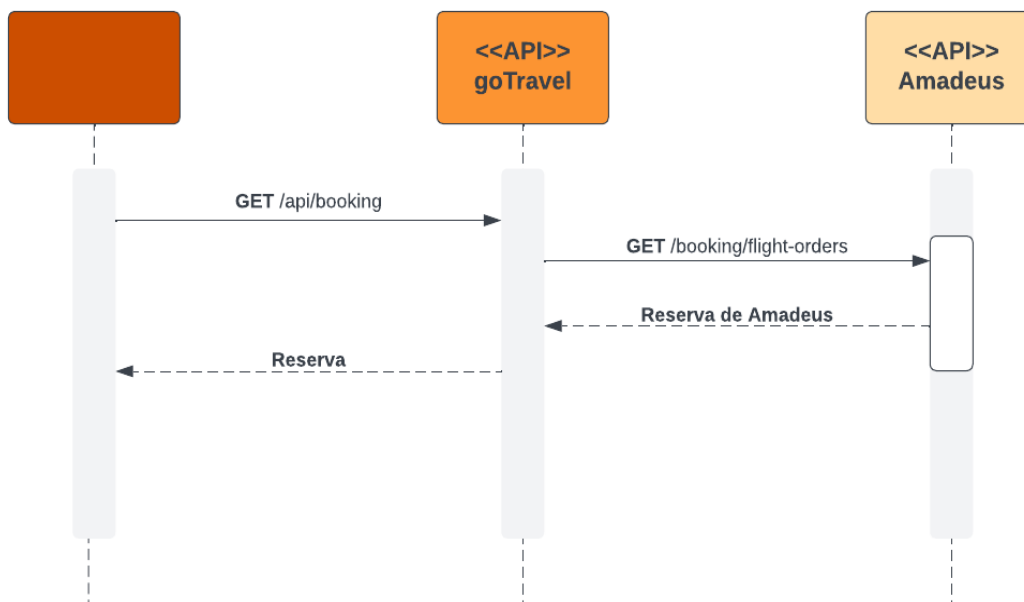 <<API>>
goTravel
<<API>>
Amadeus
GET /api/booking
GET /booking/flight-orders
Reserva de Amadeus
Reserva